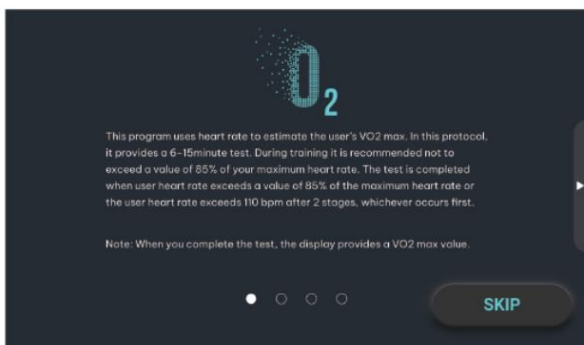 O2
This program uses heart rate to estimate the user's VO2 max. In this protocol,
it provides a 6-15minute test. During training it is recommended not to
exceed a value of 85% of your maximum heart rate. The test is completed
when user heart rate exceeds a value of 85% of the maximum heart rate or
the user heart rate exceeds 110 bpm after 2 stages, whichever occurs first.
Note: When you complete the test, the display provides a VO2 max value.
SKIP